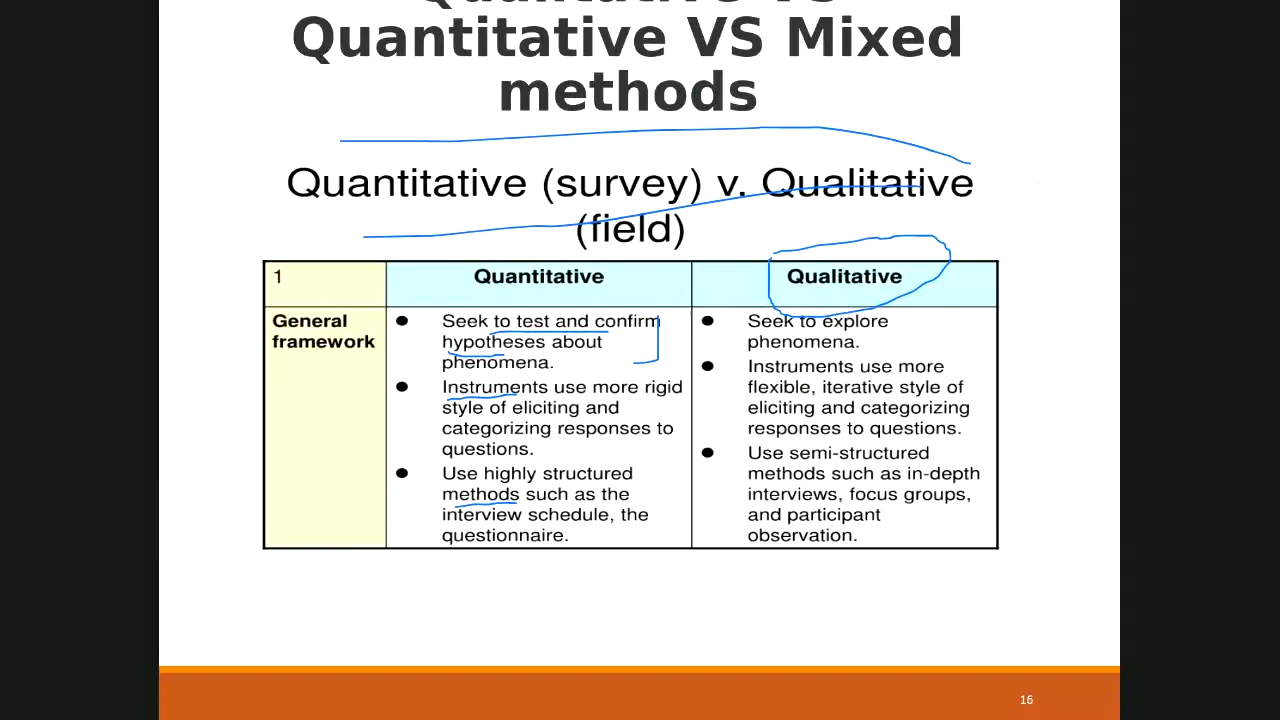 Quantitative VS Mixed
methods
Quantitative (survey) v. Qualitative
(field)
1
Quantitative
Qualitative
General
framework
● Seek to test and confirm
hypotheses about
phenomena.
● Instruments use more rigid
style of eliciting and
categorizing responses to
questions.
● Use highly structured
methods such as the
interview schedule, the
questionnaire.
● Seek to explore
phenomena.
● Instruments use more
flexible, iterative style of
eliciting and categorizing
responses to questions.
● Use semi-structured
methods such as in-depth
interviews, focus groups,
and participant
observation.
16